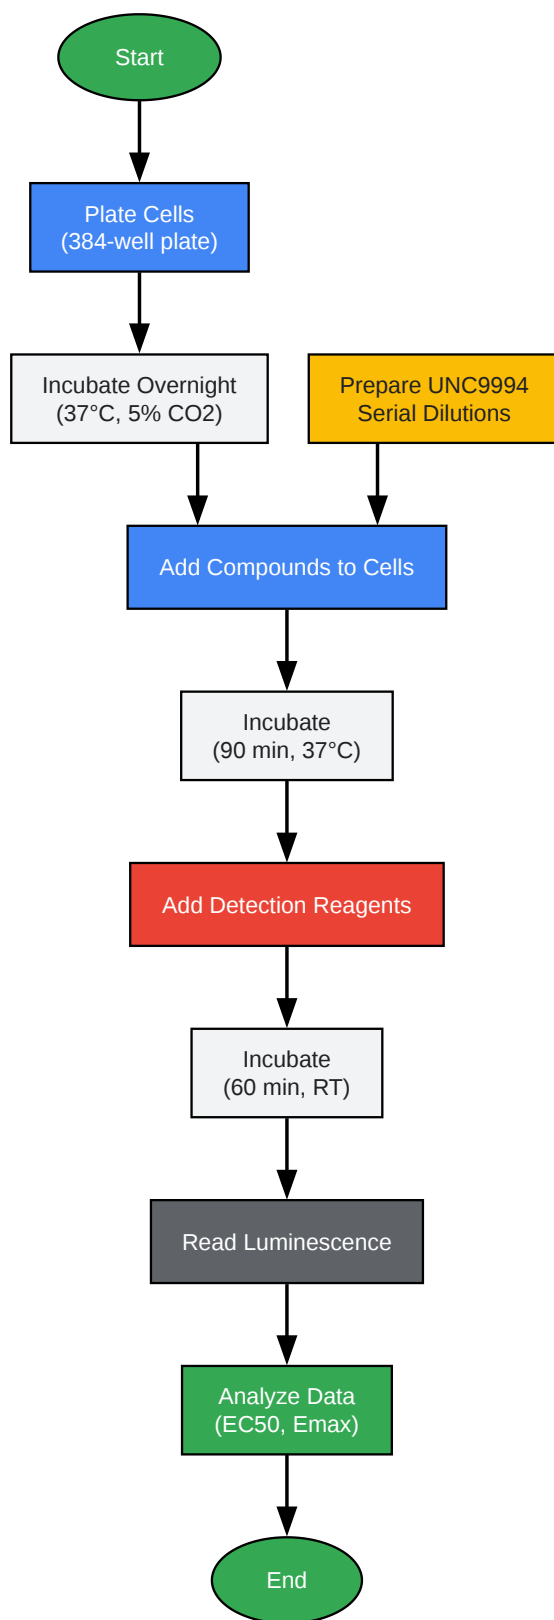 Start
Plate Cells
(384-well plate)
Incubate Overnight
(37°C, 5% CO2)
Prepare UNC9994
Serial Dilutions
Add Compounds to Cells
Incubate
(90 min, 37°C)
Add Detection Reagents
Incubate
(60 min, RT)
Read Luminescence
Analyze Data
(EC50, Emax)
End